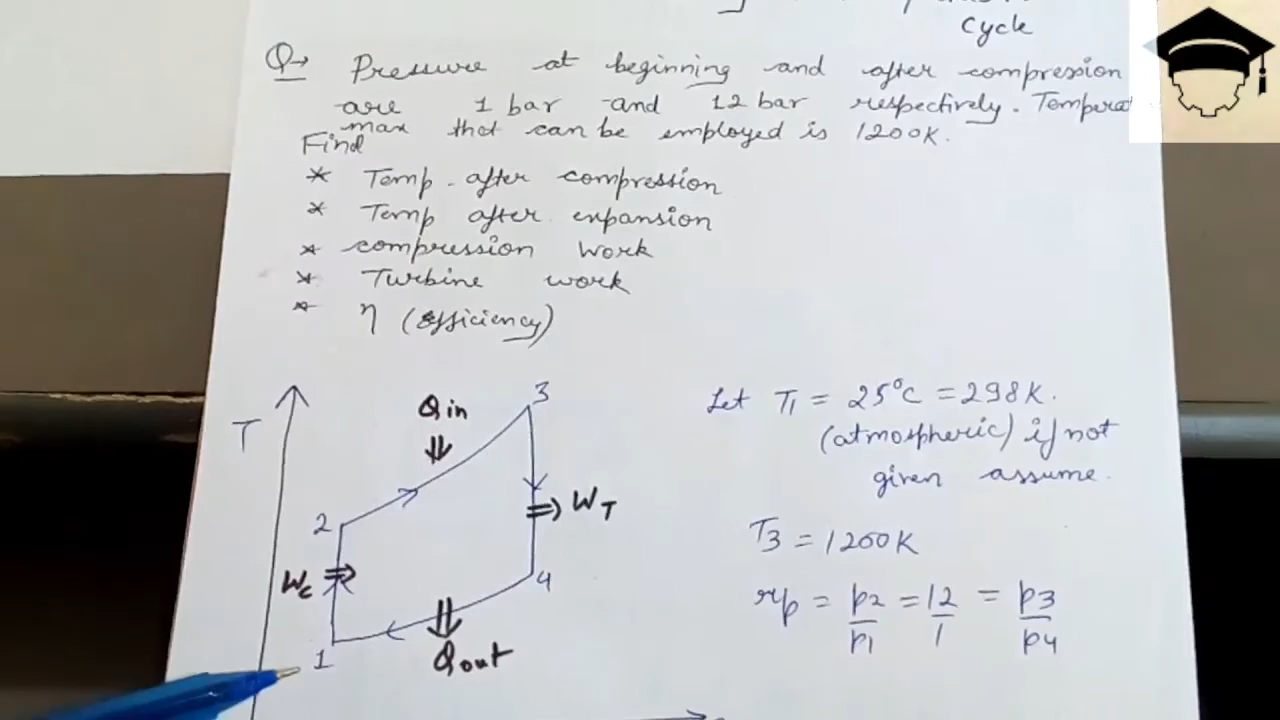 Cycle
Q→ Pressure at beginning and after compression
are 1 bar and 12 bar respectively. Temperat
max that can be employed is 1200K.
Find
* Temp. after compression
* Temp after expansion
* compression work
* Turbine work
* η (efficiency)
T
Qin
3
2
WT
Wc
4
1
Qout
Let T1 = 25°C = 298K.
(atmospheric) if not
given assume.
T3 = 1200K
rp = p2/p1 = 12/1 = p3/p4